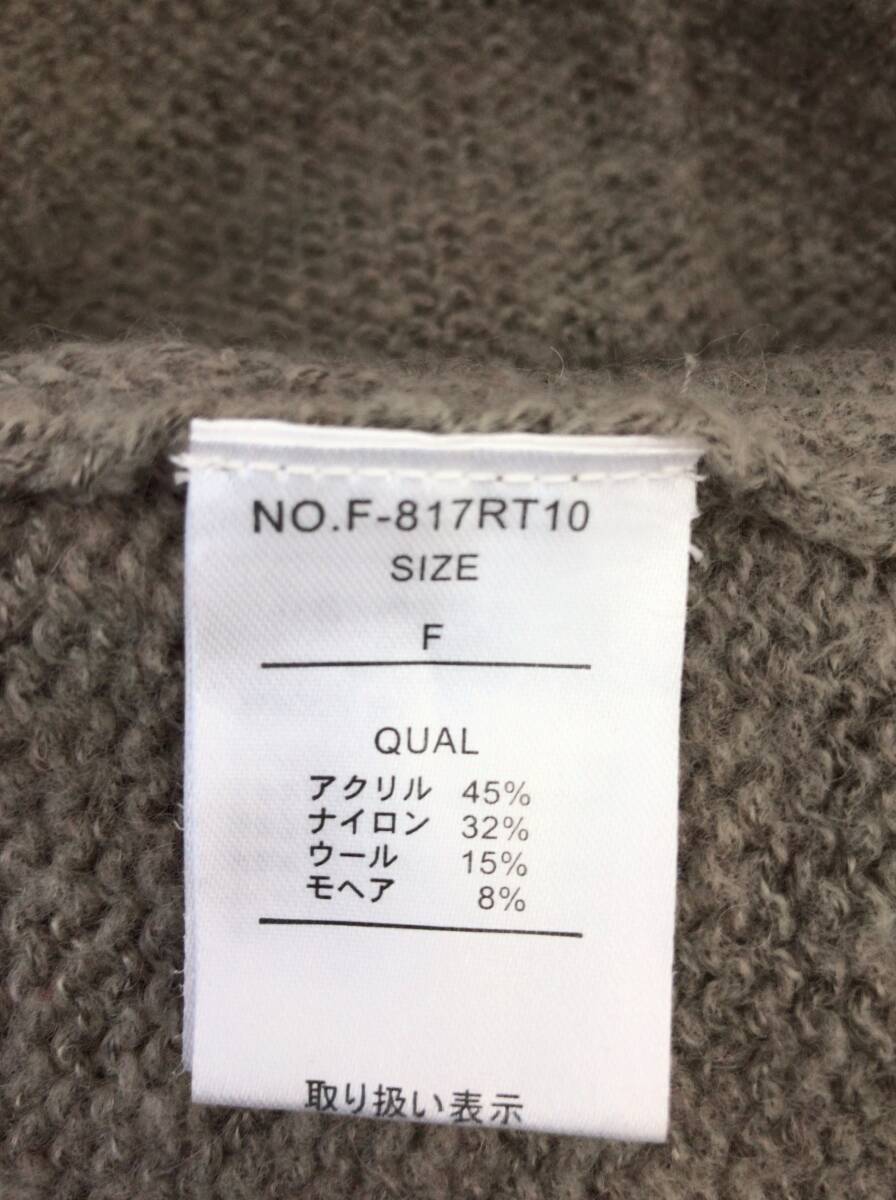 NO.F-817RT10
SIZE
F
QUAL
アクリル 45%
ナイロン 32%
ウール 15%
モヘア 8%
取り扱い表示